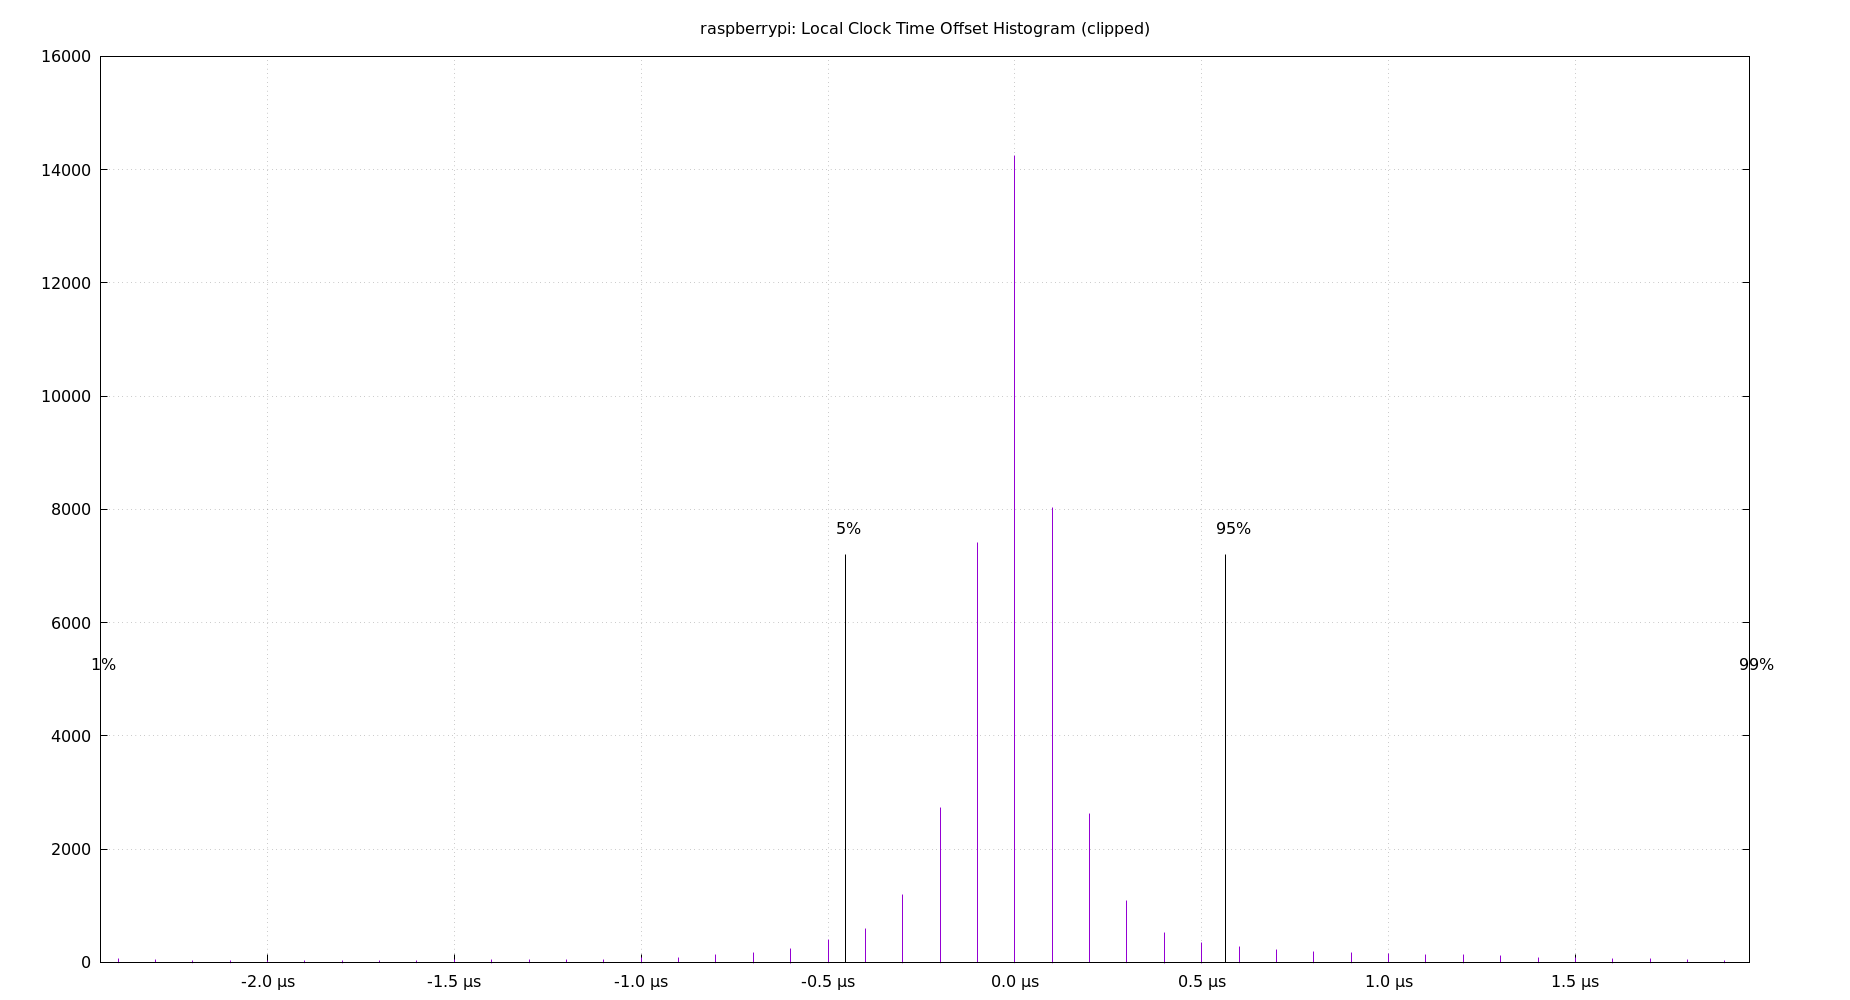 raspberrypi: Local Clock Time Offset Histogram (clipped)
16000
14000
12000
10000
8000
5%
95%
6000
1%
99%
4000
2000
0
-2.0 µs
-1.5 µs
-1.0 µs
-0.5 µs
0.0 µs
0.5 µs
1.0 µs
1.5 µs